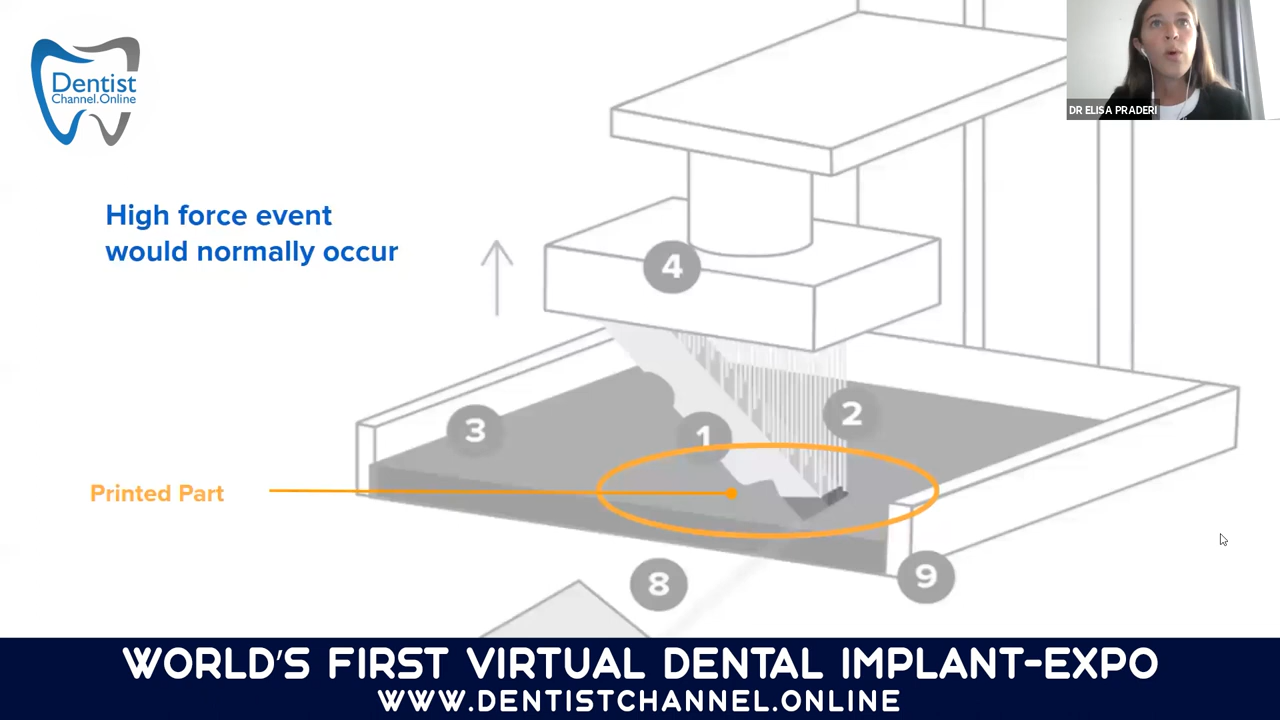 Dentist
Channel.Online
DR ELISA PRADERI
High force event
would normally occur
4
3
2
1
Printed Part
8
9
WORLD'S FIRST VIRTUAL DENTAL IMPLANT-EXPO
WWW.DENTISTCHANNEL.ONLINE